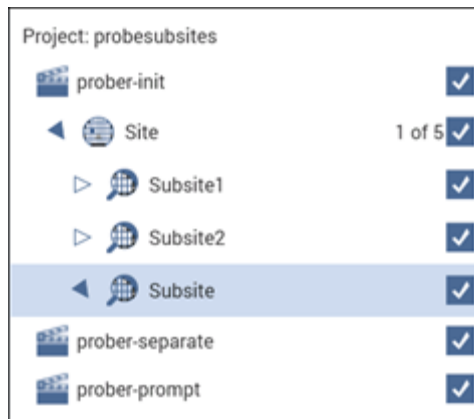 Project: probesubsites
prober-init
Site 1 of 5
Subsite1
Subsite2
Subsite
prober-separate
prober-prompt